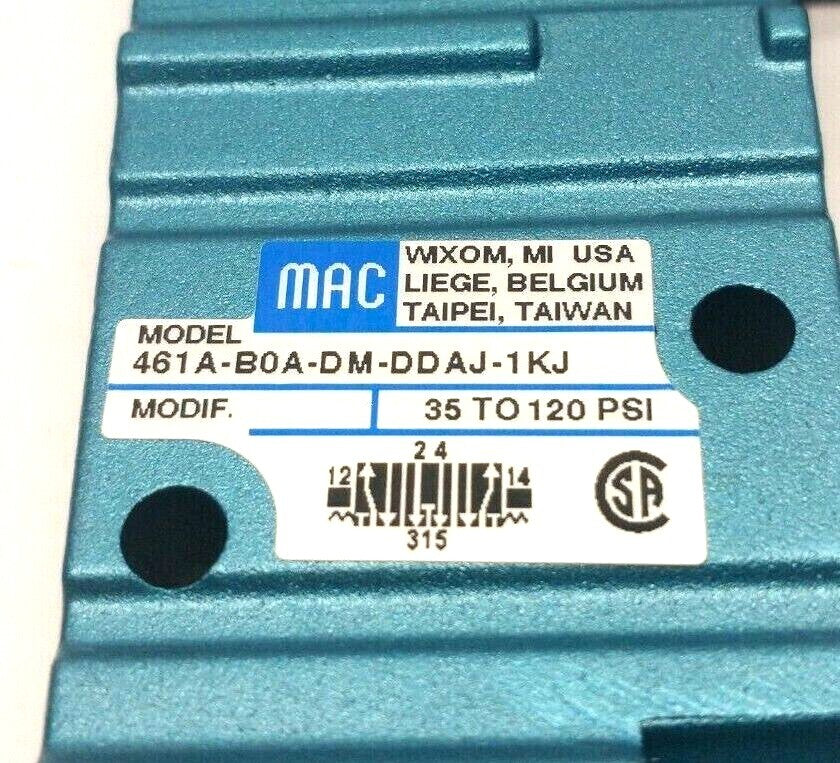 MAC
WIXOM, MI USA
LIEGE, BELGIUM
TAIPEI, TAIWAN
MODEL
461A-B0A-DM-DDAJ-1KJ
MODIF.
35 TO 120 PSI
2 4
12
14
315
CSA